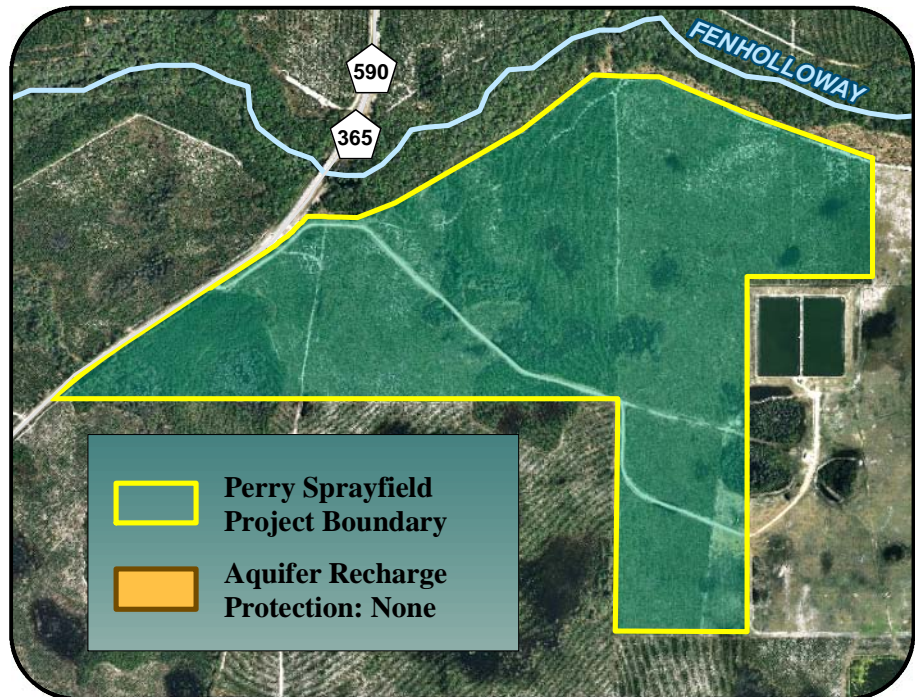 590
365
FENHOLLOWAY
Perry Sprayfield
Project Boundary
Aquifer Recharge
Protection: None